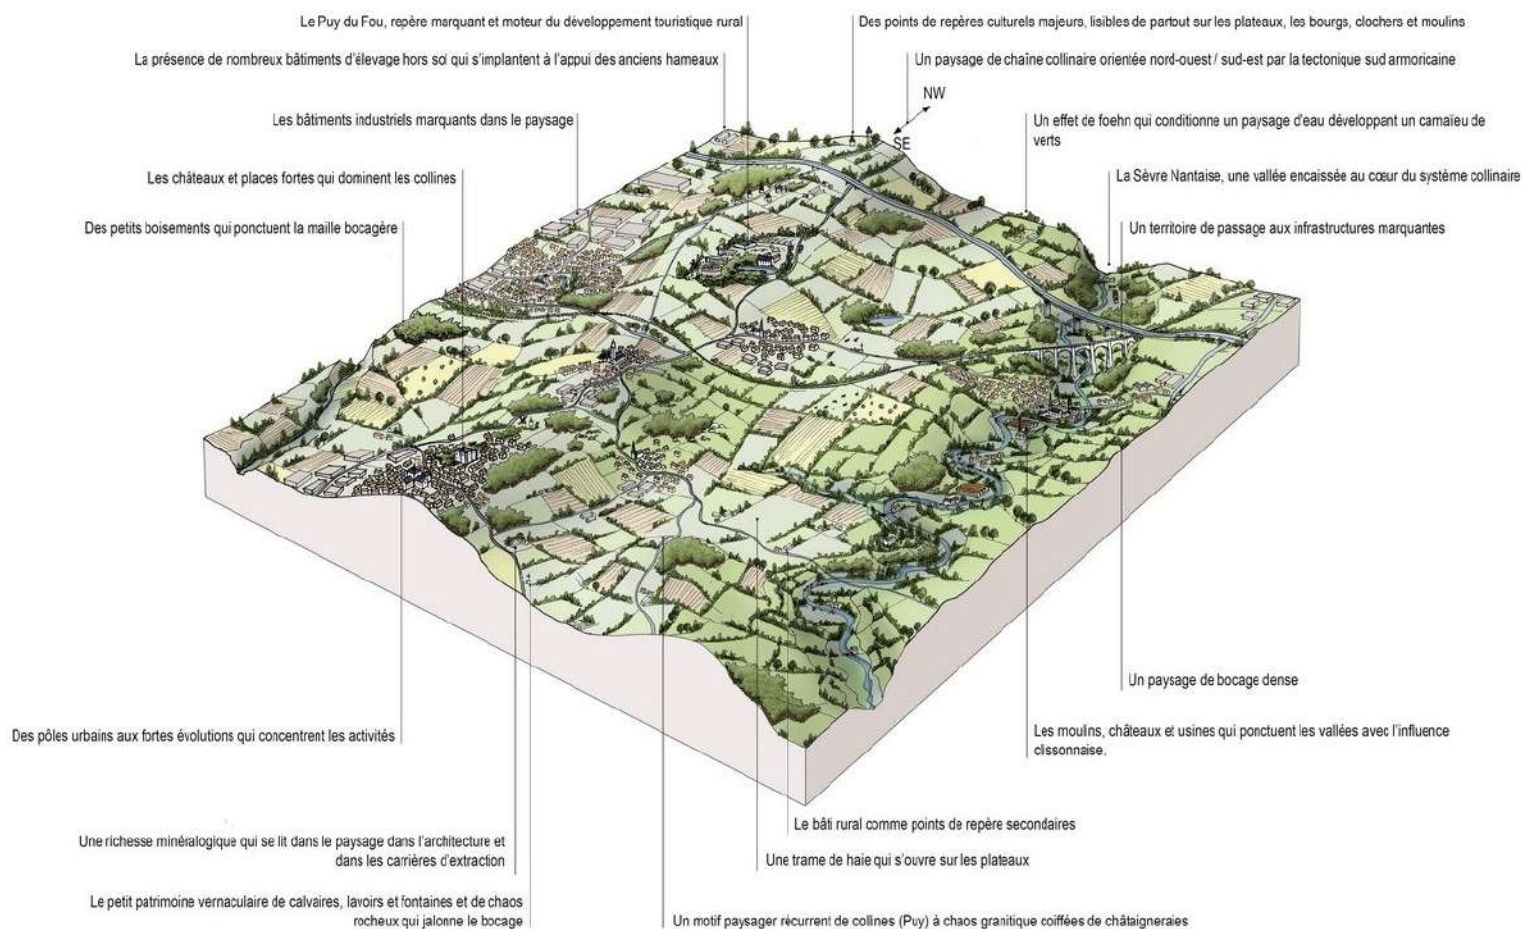 Le Puy du Fou, repère marquant et moteur du développement touristique rural
Des points de repères culturels majeurs, lisibles de partout sur les plateaux, les bourgs, clochers et moulins
La présence de nombreux bâtiments d'élevage hors sol qui s'implantent à l'appui des anciens hameaux
Un paysage de chaîne collinaire orientée nord-ouest / sud-est par la tectonique sud armoricaine
NW
SE
Les bâtiments industriels marquants dans le paysage
Un effet de foehn qui conditionne un paysage d'eau développant un camaïeu de
verts
Les châteaux et places fortes qui dominent les collines
La Sèvre Nantaise, une vallée encaissée au cœur du système collinaire
Des petits boisements qui ponctuent la maille bocagère
Un territoire de passage aux infrastructures marquantes
Un paysage de bocage dense
Des pôles urbains aux fortes évolutions qui concentrent les activités
Les moulins, châteaux et usines qui ponctuent les vallées avec l'influence
clissonnaise.
Le bâti rural comme points de repère secondaires
Une richesse minéralogique qui se lit dans le paysage dans l'architecture et
dans les carrières d'extraction
Une trame de haie qui s'ouvre sur les plateaux
Le petit patrimoine vernaculaire de calvaires, lavoirs et fontaines et de chaos
rocheux qui jalonne le bocage
Un motif paysager récurrent de collines (Puy) à chaos granitique coiffées de châtaigneraies